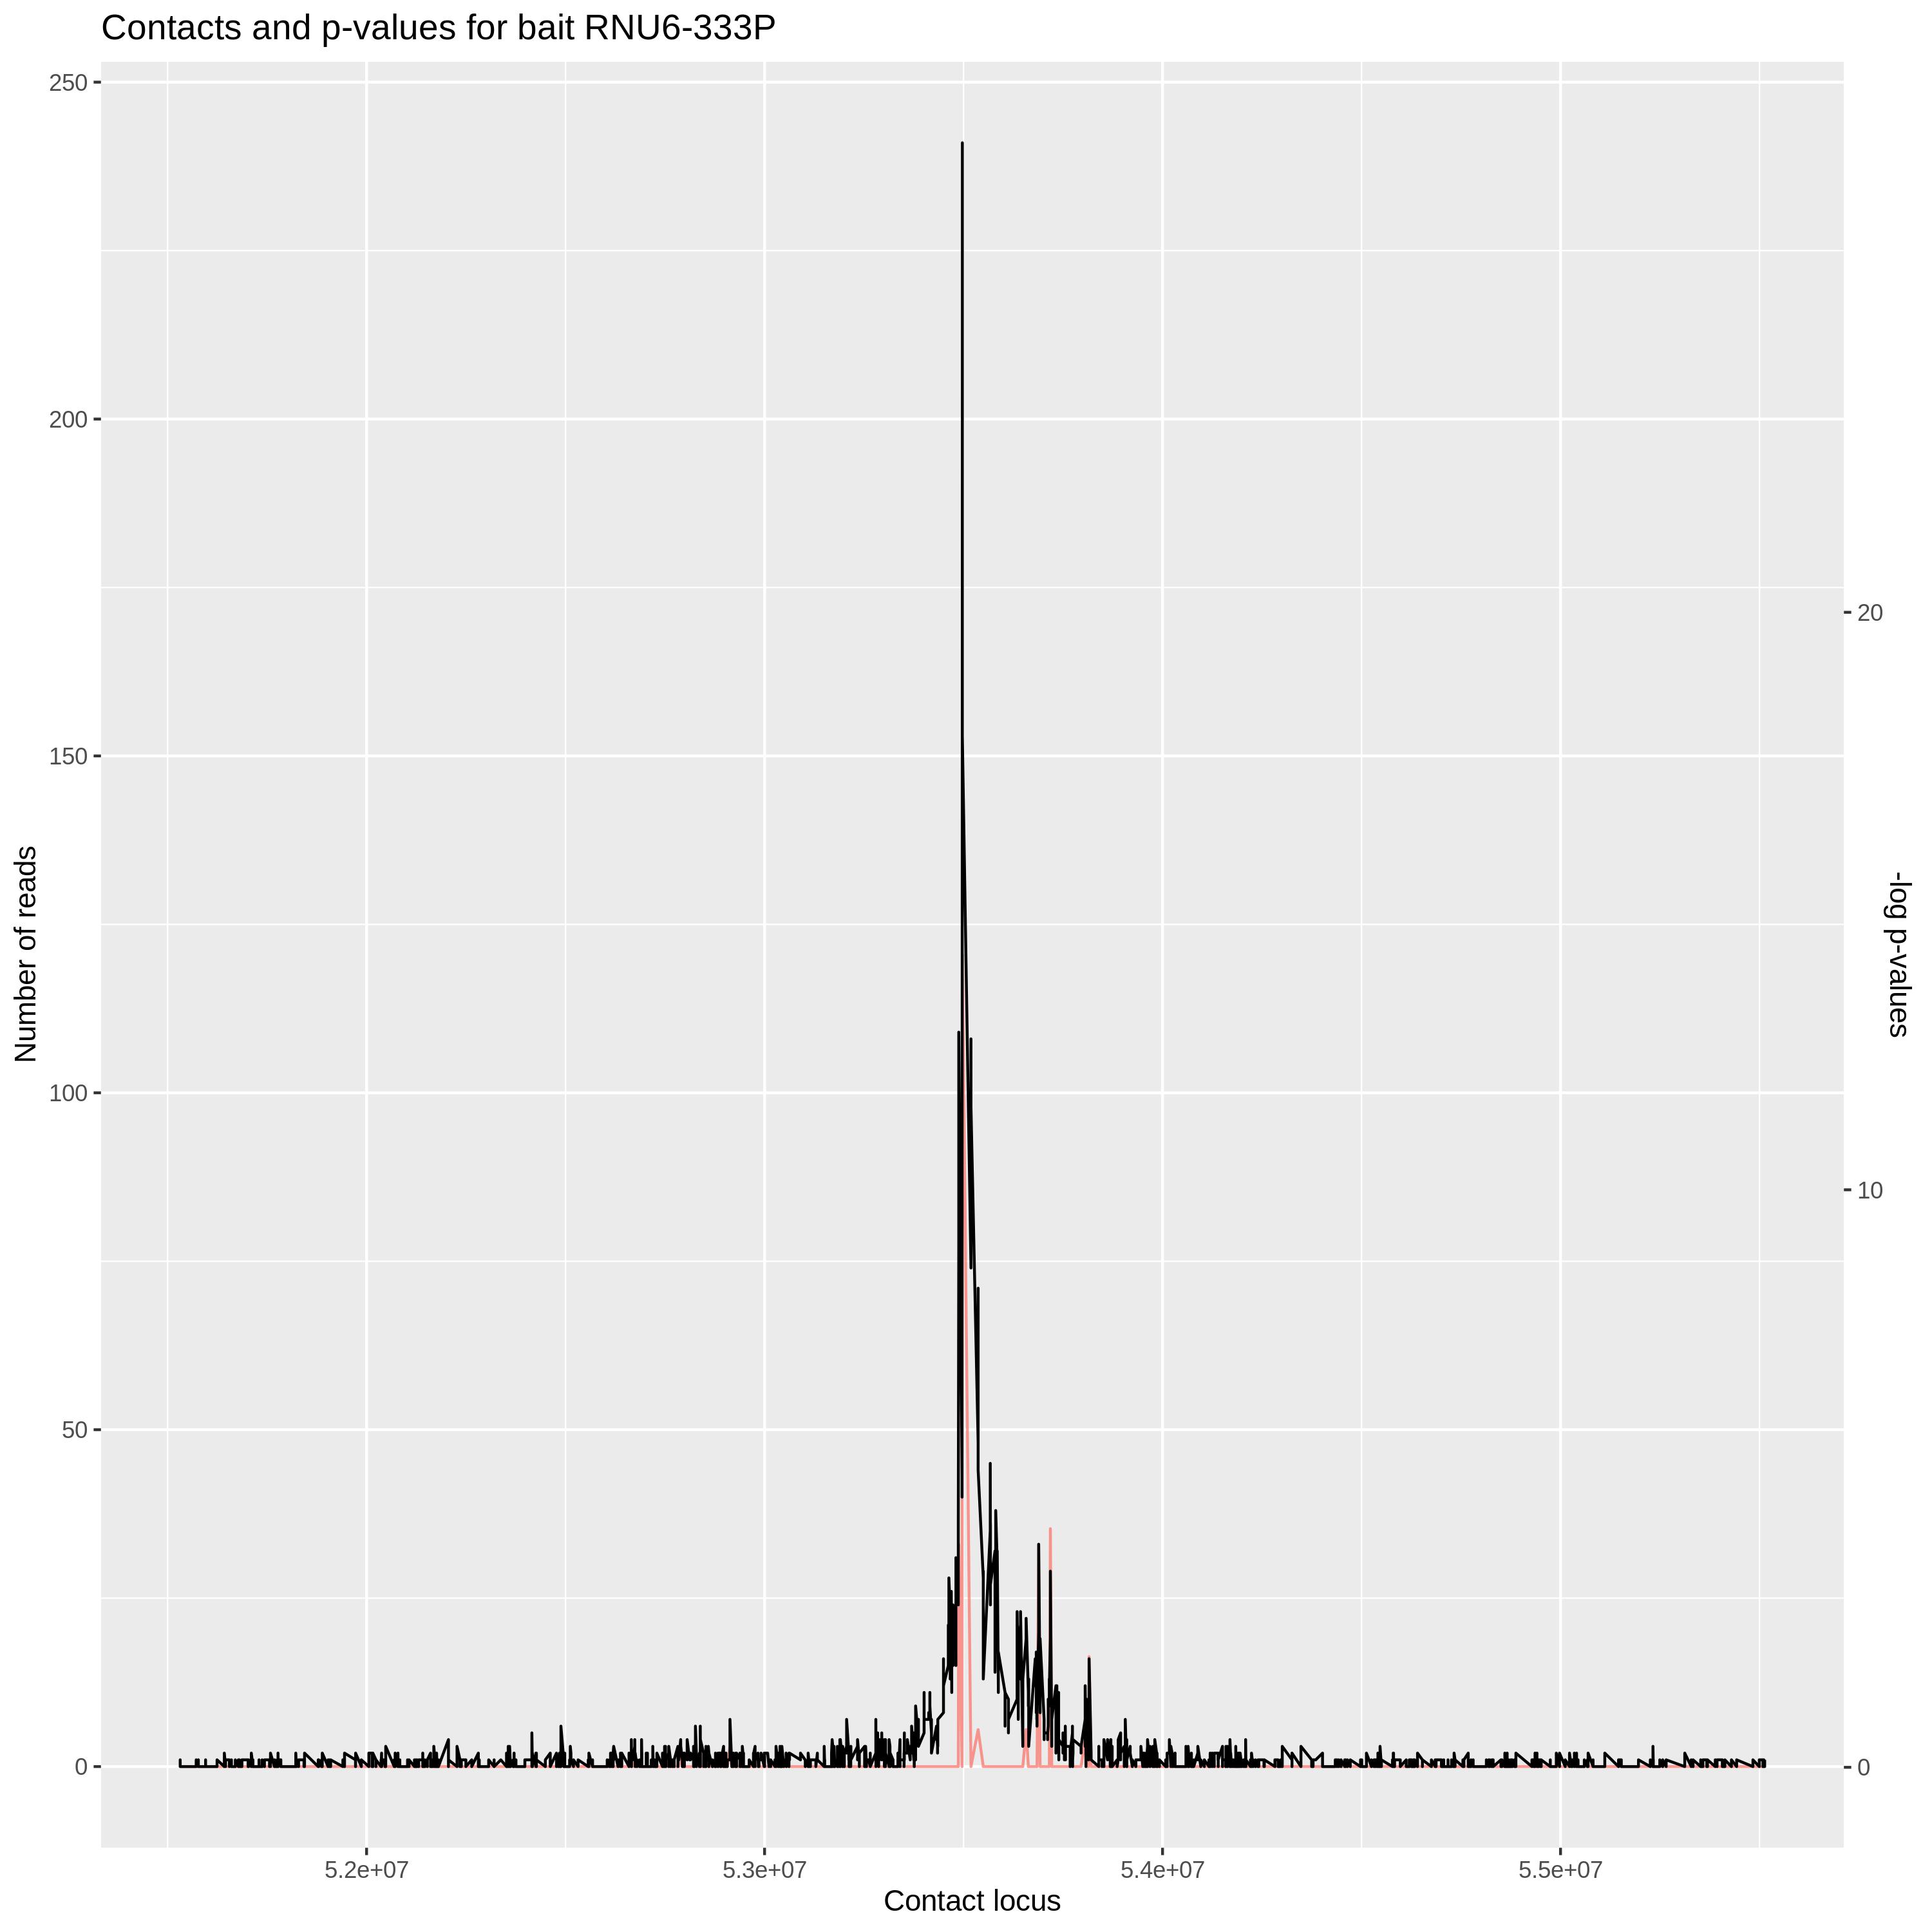 Contacts and p-values for bait RNU6-333P
250
200
150
100
50
0
Number of reads
20
10
0
-log p-values
5.2e+07
5.3e+07
5.4e+07
5.5e+07
Contact locus